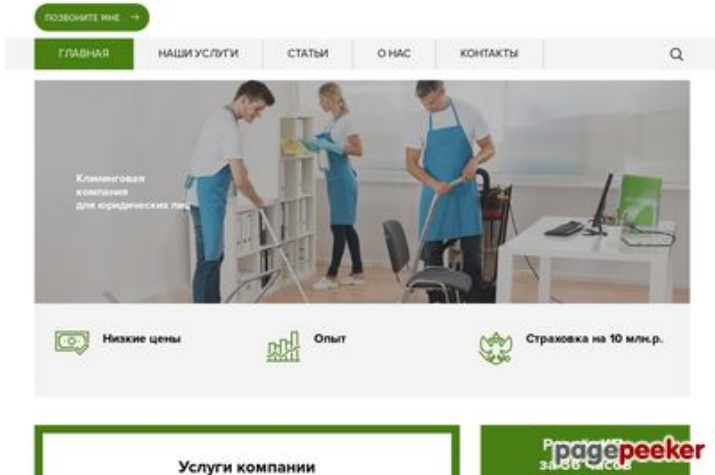 ПОЗВОНИТЕ МНЕ →
ГЛАВНАЯ НАШИ УСЛУГИ СТАТЬИ О НАС КОНТАКТЫ
Клининговая
компания
для юридических лиц
Низкие цены Опыт Страховка на 10 млн.р.
Услуги компании
pagepeeker